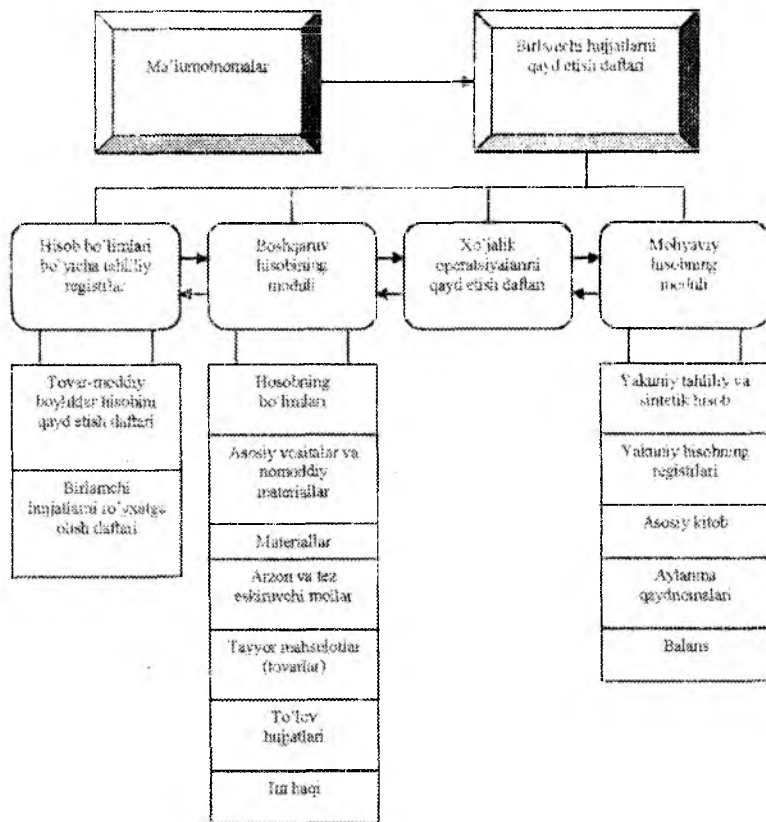 Ma'lumotnomalar
Birlamchi hujjatlarni
qayd etish daftari
Hisob bo'limlari
bo'yicha tahliliy
registrlar
Boshqaruv
hisobining
moduli
Xo'jalik
operatsiyalarini
qayd etish daftari
Moliyaviy
hisobning
moduli
Tovar-moddiy
boyliklar hisobini
qayd etish daftari
Birlamchi
hujjatlarni ro'yxatga
olish daftari
Hosobning
bo'limlari
Asosiy vositalar va
nomoddiy
materiallar
Materiallar
Arzon va tez
eskiruvchi mollar
Tayyor mahsulotlar
(tovarlar)
To'lov
hujjatlari
Ish haqi
Yakuniy tahliliy va
sintetik hisob
Yakuniy hisobning
registrlari
Asosiy kitob
Aylanma
qaydnomalari
Balans